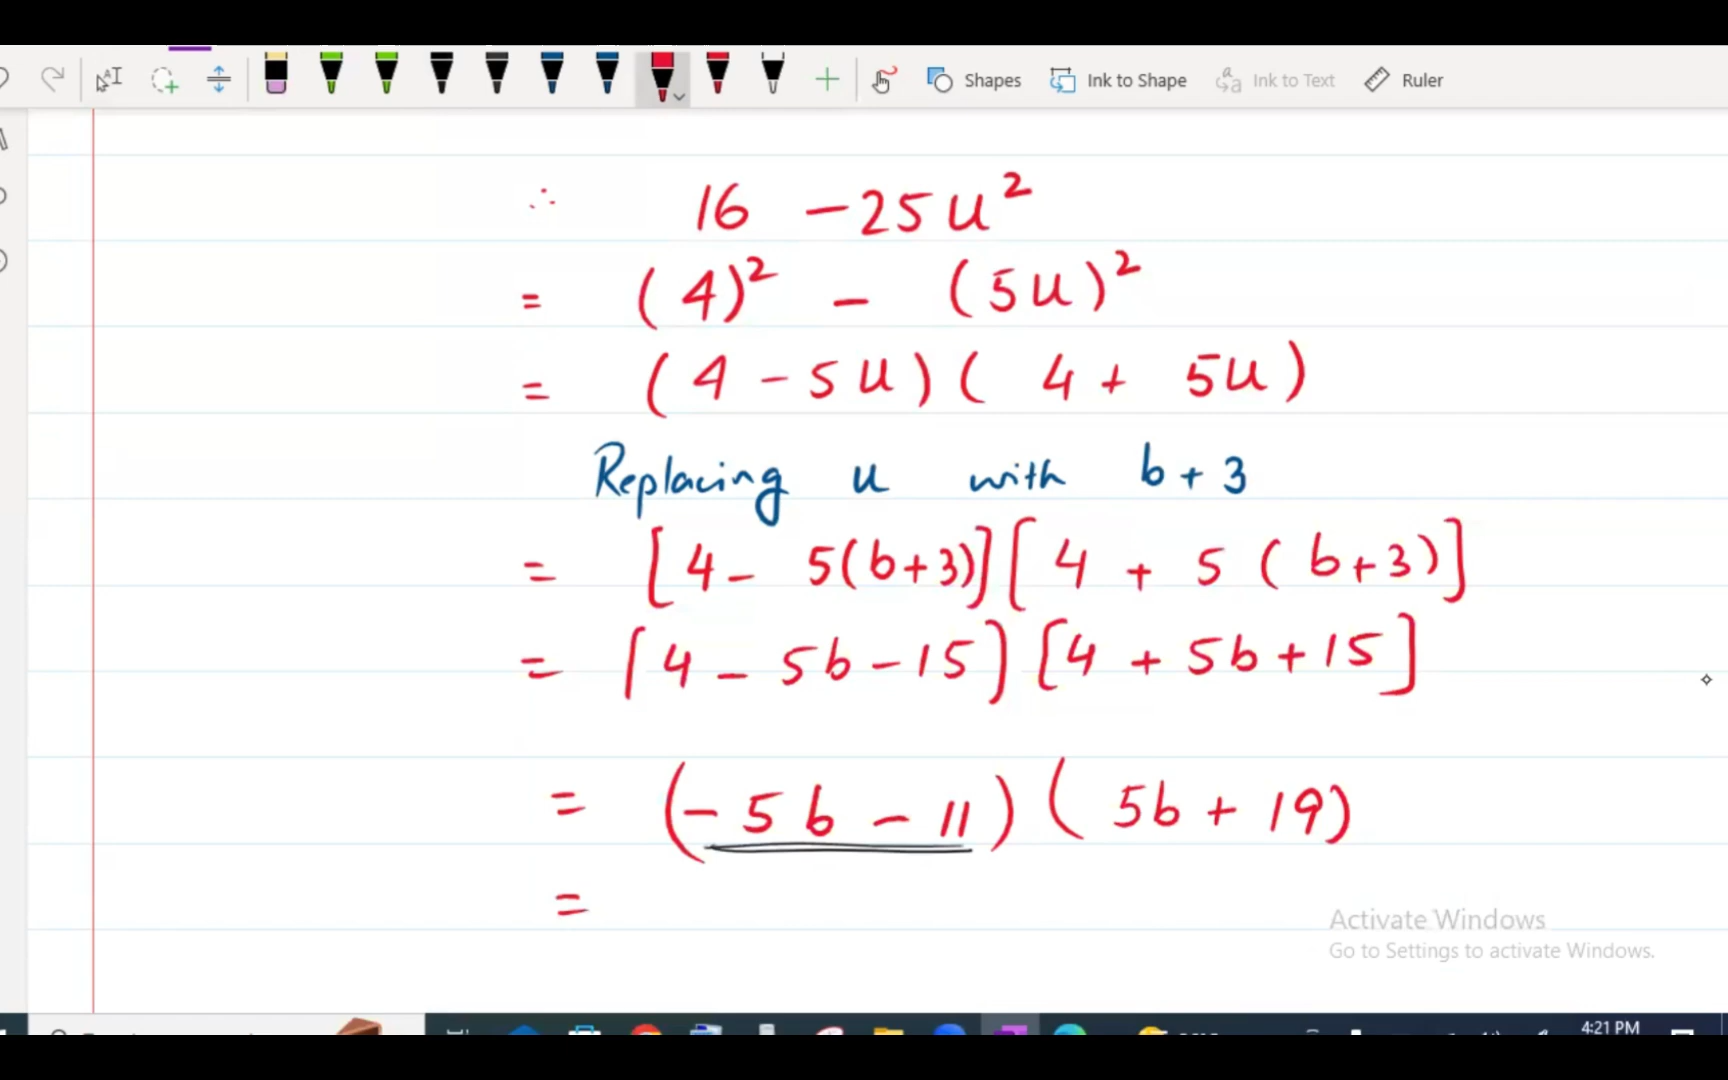 Shapes Ink to Shape Ink to Text Ruler
∴ 16 - 25u²
= (4)² - (5u)²
= (4 - 5u)(4 + 5u)
Replacing u with b + 3
= [4 - 5(b+3)][4 + 5(b+3)]
= [4 - 5b - 15][4 + 5b + 15]
= (-5b - 11)(5b + 19)
=
Activate Windows
Go to Settings to activate Windows.
4:21 PM